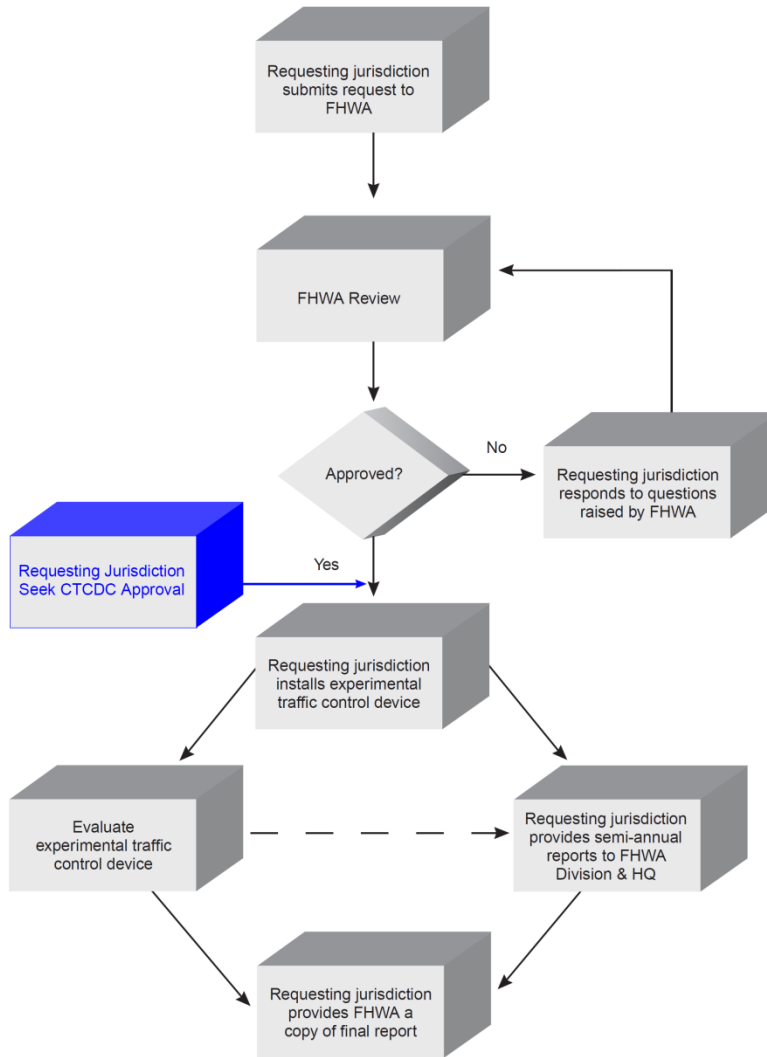 Requesting jurisdiction
submits request to
FHWA
FHWA Review
Approved?
No
Requesting jurisdiction
responds to questions
raised by FHWA
Yes
Requesting Jurisdiction
Seek CTCDC Approval
Requesting jurisdiction
installs experimental
traffic control device
Evaluate
experimental traffic
control device
Requesting jurisdiction
provides semi-annual
reports to FHWA
Division & HQ
Requesting jurisdiction
provides FHWA a
copy of final report